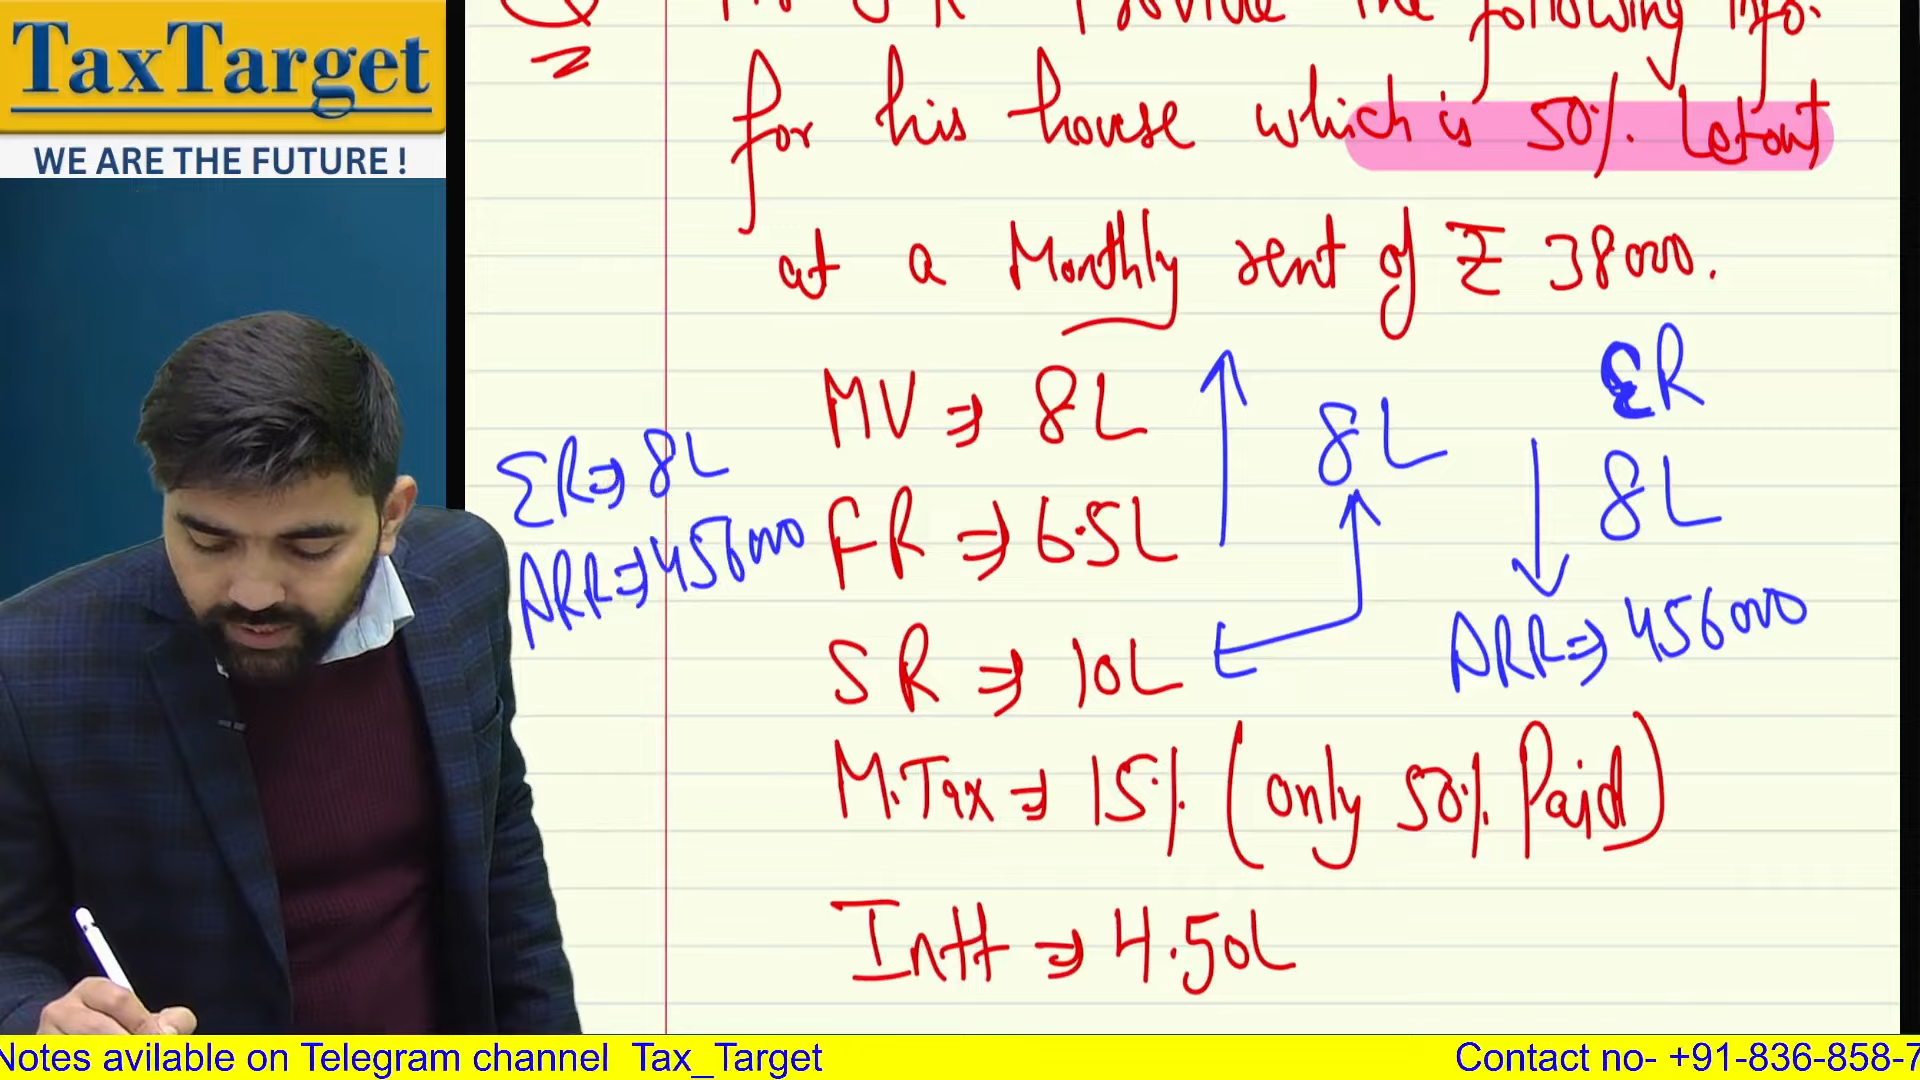 TaxTarget
WE ARE THE FUTURE !
Provide the following info.
for his house which is 50% Letout
at a Monthly rent of ₹ 38000.
ER
MV ⇒ 8L
8L
8L
ER ⇒ 8L
ARR ⇒ 456000
FR ⇒ 6.5L
ARR ⇒ 456000
SR ⇒ 10L
M.Tax ⇒ 15% (only 50% Paid)
Intt ⇒ 4.50L
Notes avilable on Telegram channel Tax_Target
Contact no- +91-836-858-7